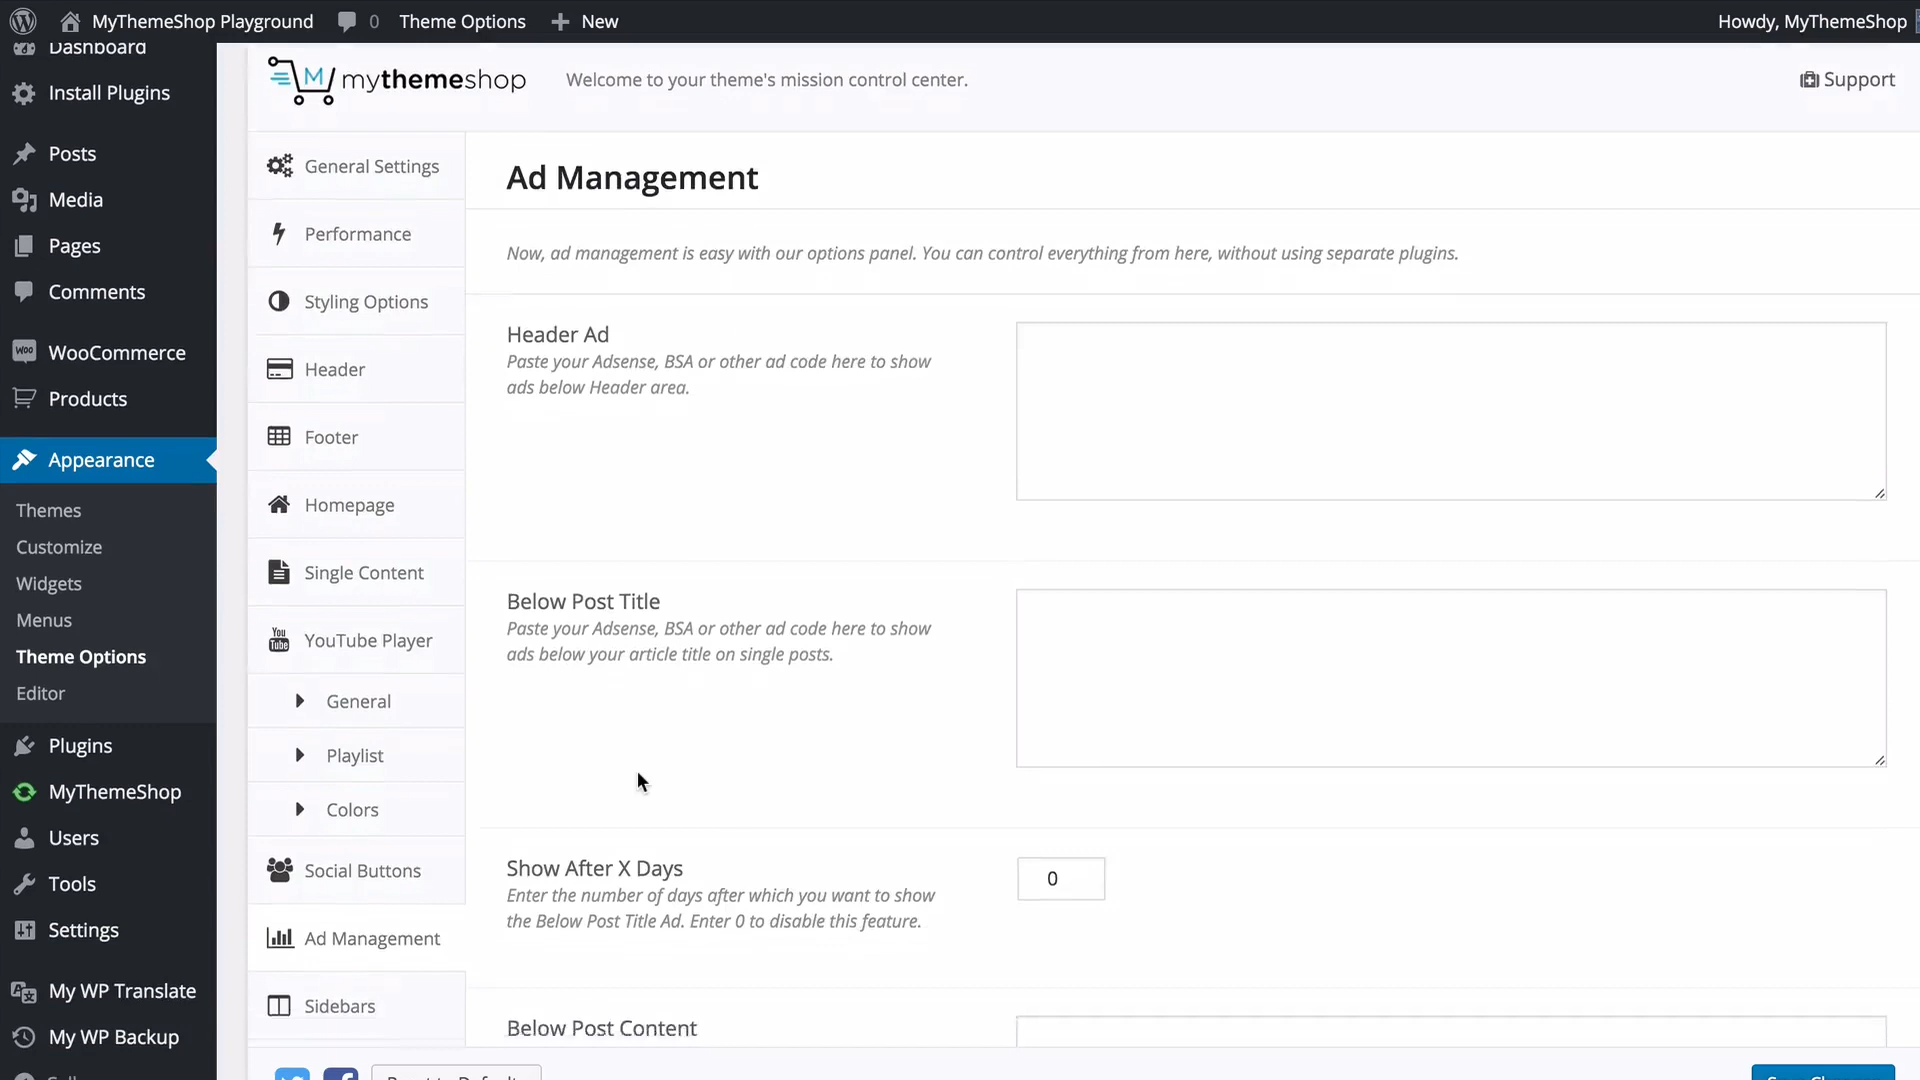 MyThemeShop Playground 0 Theme Options New Howdy, MyThemeShop
Dashboard
Install Plugins
Posts
Media
Pages
Comments
WOO
WooCommerce
Products
Appearance
Themes
Customize
Widgets
Menus
Theme Options
Editor
Plugins
MyThemeShop
Users
Tools
Settings
My WP Translate
My WP Backup
M mythemeshop Welcome to your theme's mission control center. Support
General Settings
Performance
Styling Options
Header
Footer
Homepage
Single Content
You Tube
YouTube Player
General
Playlist
Colors
Social Buttons
Ad Management
Sidebars
Ad Management
Now, ad management is easy with our options panel. You can control everything from here, without using separate plugins.
Header Ad
Paste your Adsense, BSA or other ad code here to show
ads below Header area.
Below Post Title
Paste your Adsense, BSA or other ad code here to show
ads below your article title on single posts.
Show After X Days
Enter the number of days after which you want to show
the Below Post Title Ad. Enter 0 to disable this feature.
0
Below Post Content